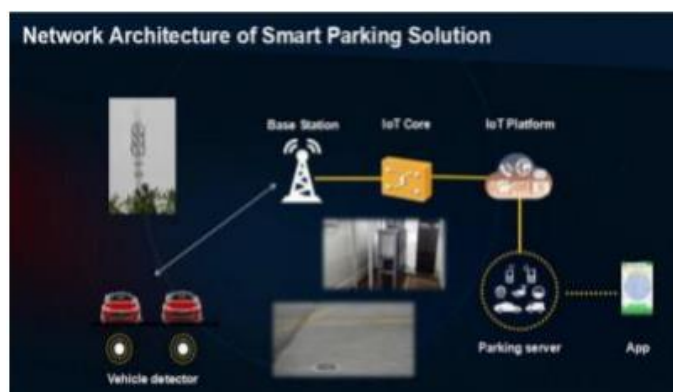 Network Architecture of Smart Parking Solution
Base Station
IoT Core
IoT Platform
Vehicle detector
Parking server
App